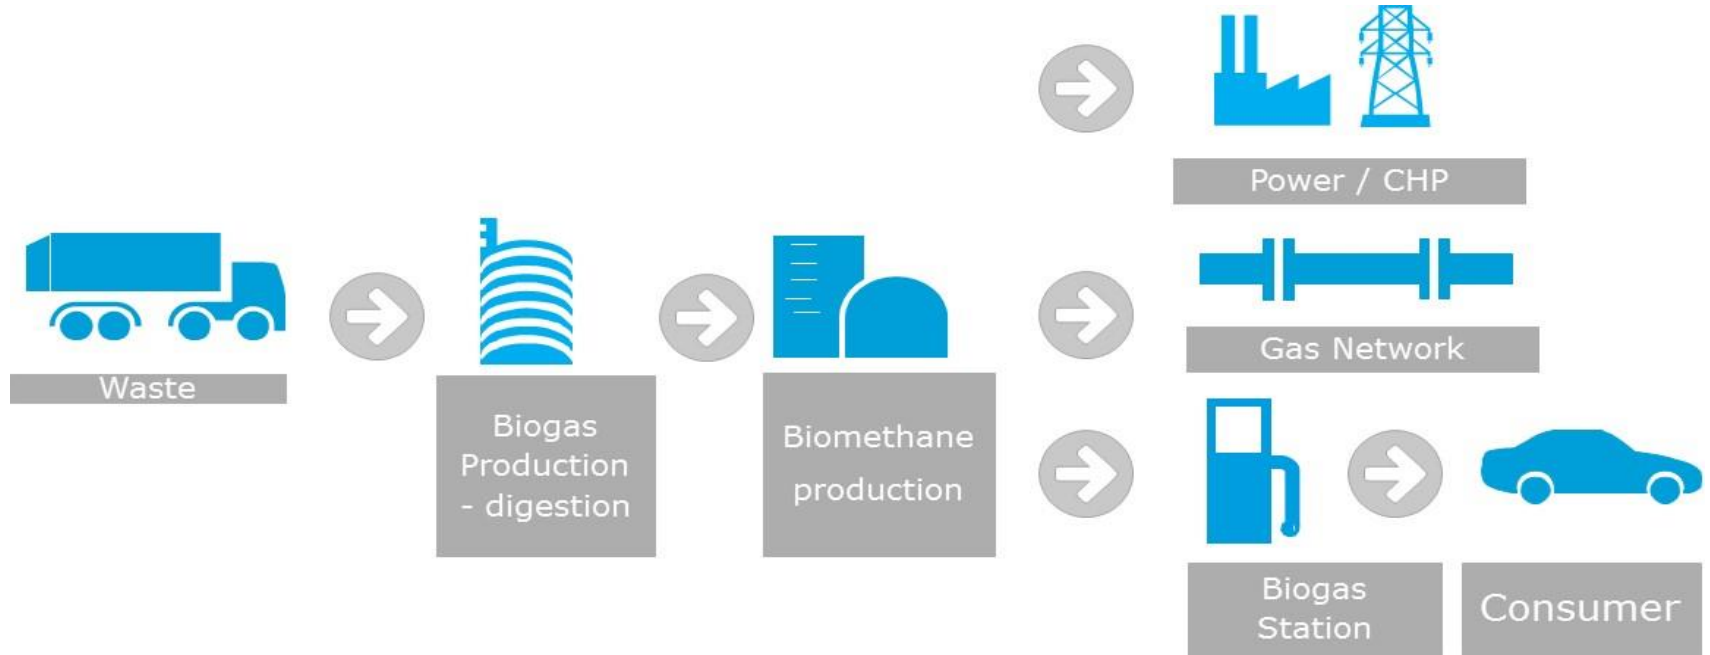 Power / CHP
Waste
Biogas
Production
- digestion
Biomethane
production
Gas Network
Biogas
Station
Consumer